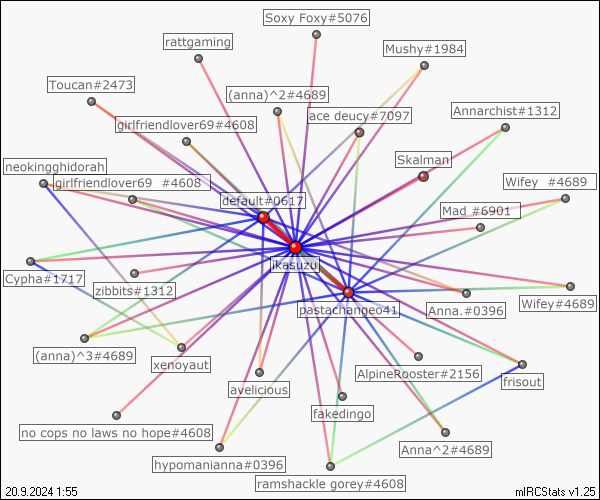 Soxy Foxy#5076
rattgaming
Mushy#1984
Toucan#2473
(anna)^2#4689
ace deucy#7097
Annarchist#1312
girlfriendlover69#4608
Skalman
neokingghidorah
girlfriendlover69 #4608
Wifey #4689
default#0617
Mad #6901
ikasuzu
Cypha#1717
zibbits#1312
pastachangeo41
Anna.#0396
Wifey#4689
(anna)^3#4689
xenoyaut
AlpineRooster#2156
frisout
avelicious
fakedingo
no cops no laws no hope#4608
Anna^2#4689
hypomanianna#0396
ramshackle gorey#4608
20.9.2024 1:55
mIRCStats v1.25